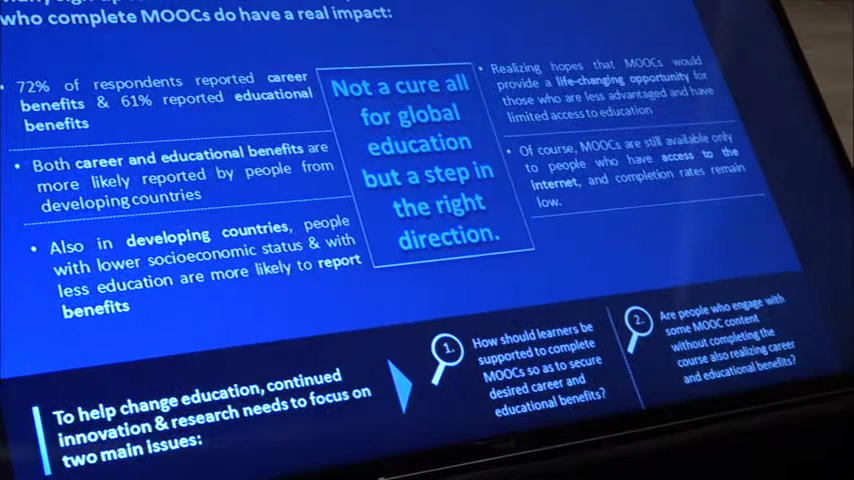 who complete MOOCs do have a real impact:
• 72% of respondents reported career
benefits & 61% reported educational
benefits
• Both career and educational benefits are
more likely reported by people from
developing countries
• Also in developing countries, people
with lower socioeconomic status & with
less education are more likely to report
benefits
Not a cure all
for global
education
but a step in
the right
direction.
• Realizing hopes that MOOCs would
provide a life-changing opportunity for
those who are less advantaged and have
limited access to education
• Of course, MOOCs are still available only
to people who have access to the
internet, and completion rates remain
low.
To help change education, continued
innovation & research needs to focus on
two main issues:
1.
How should learners be
supported to complete
MOOCs so as to secure
desired career and
educational benefits?
2.
Are people who engage with
some MOOC content
without completing the
course also realizing career
and educational benefits?